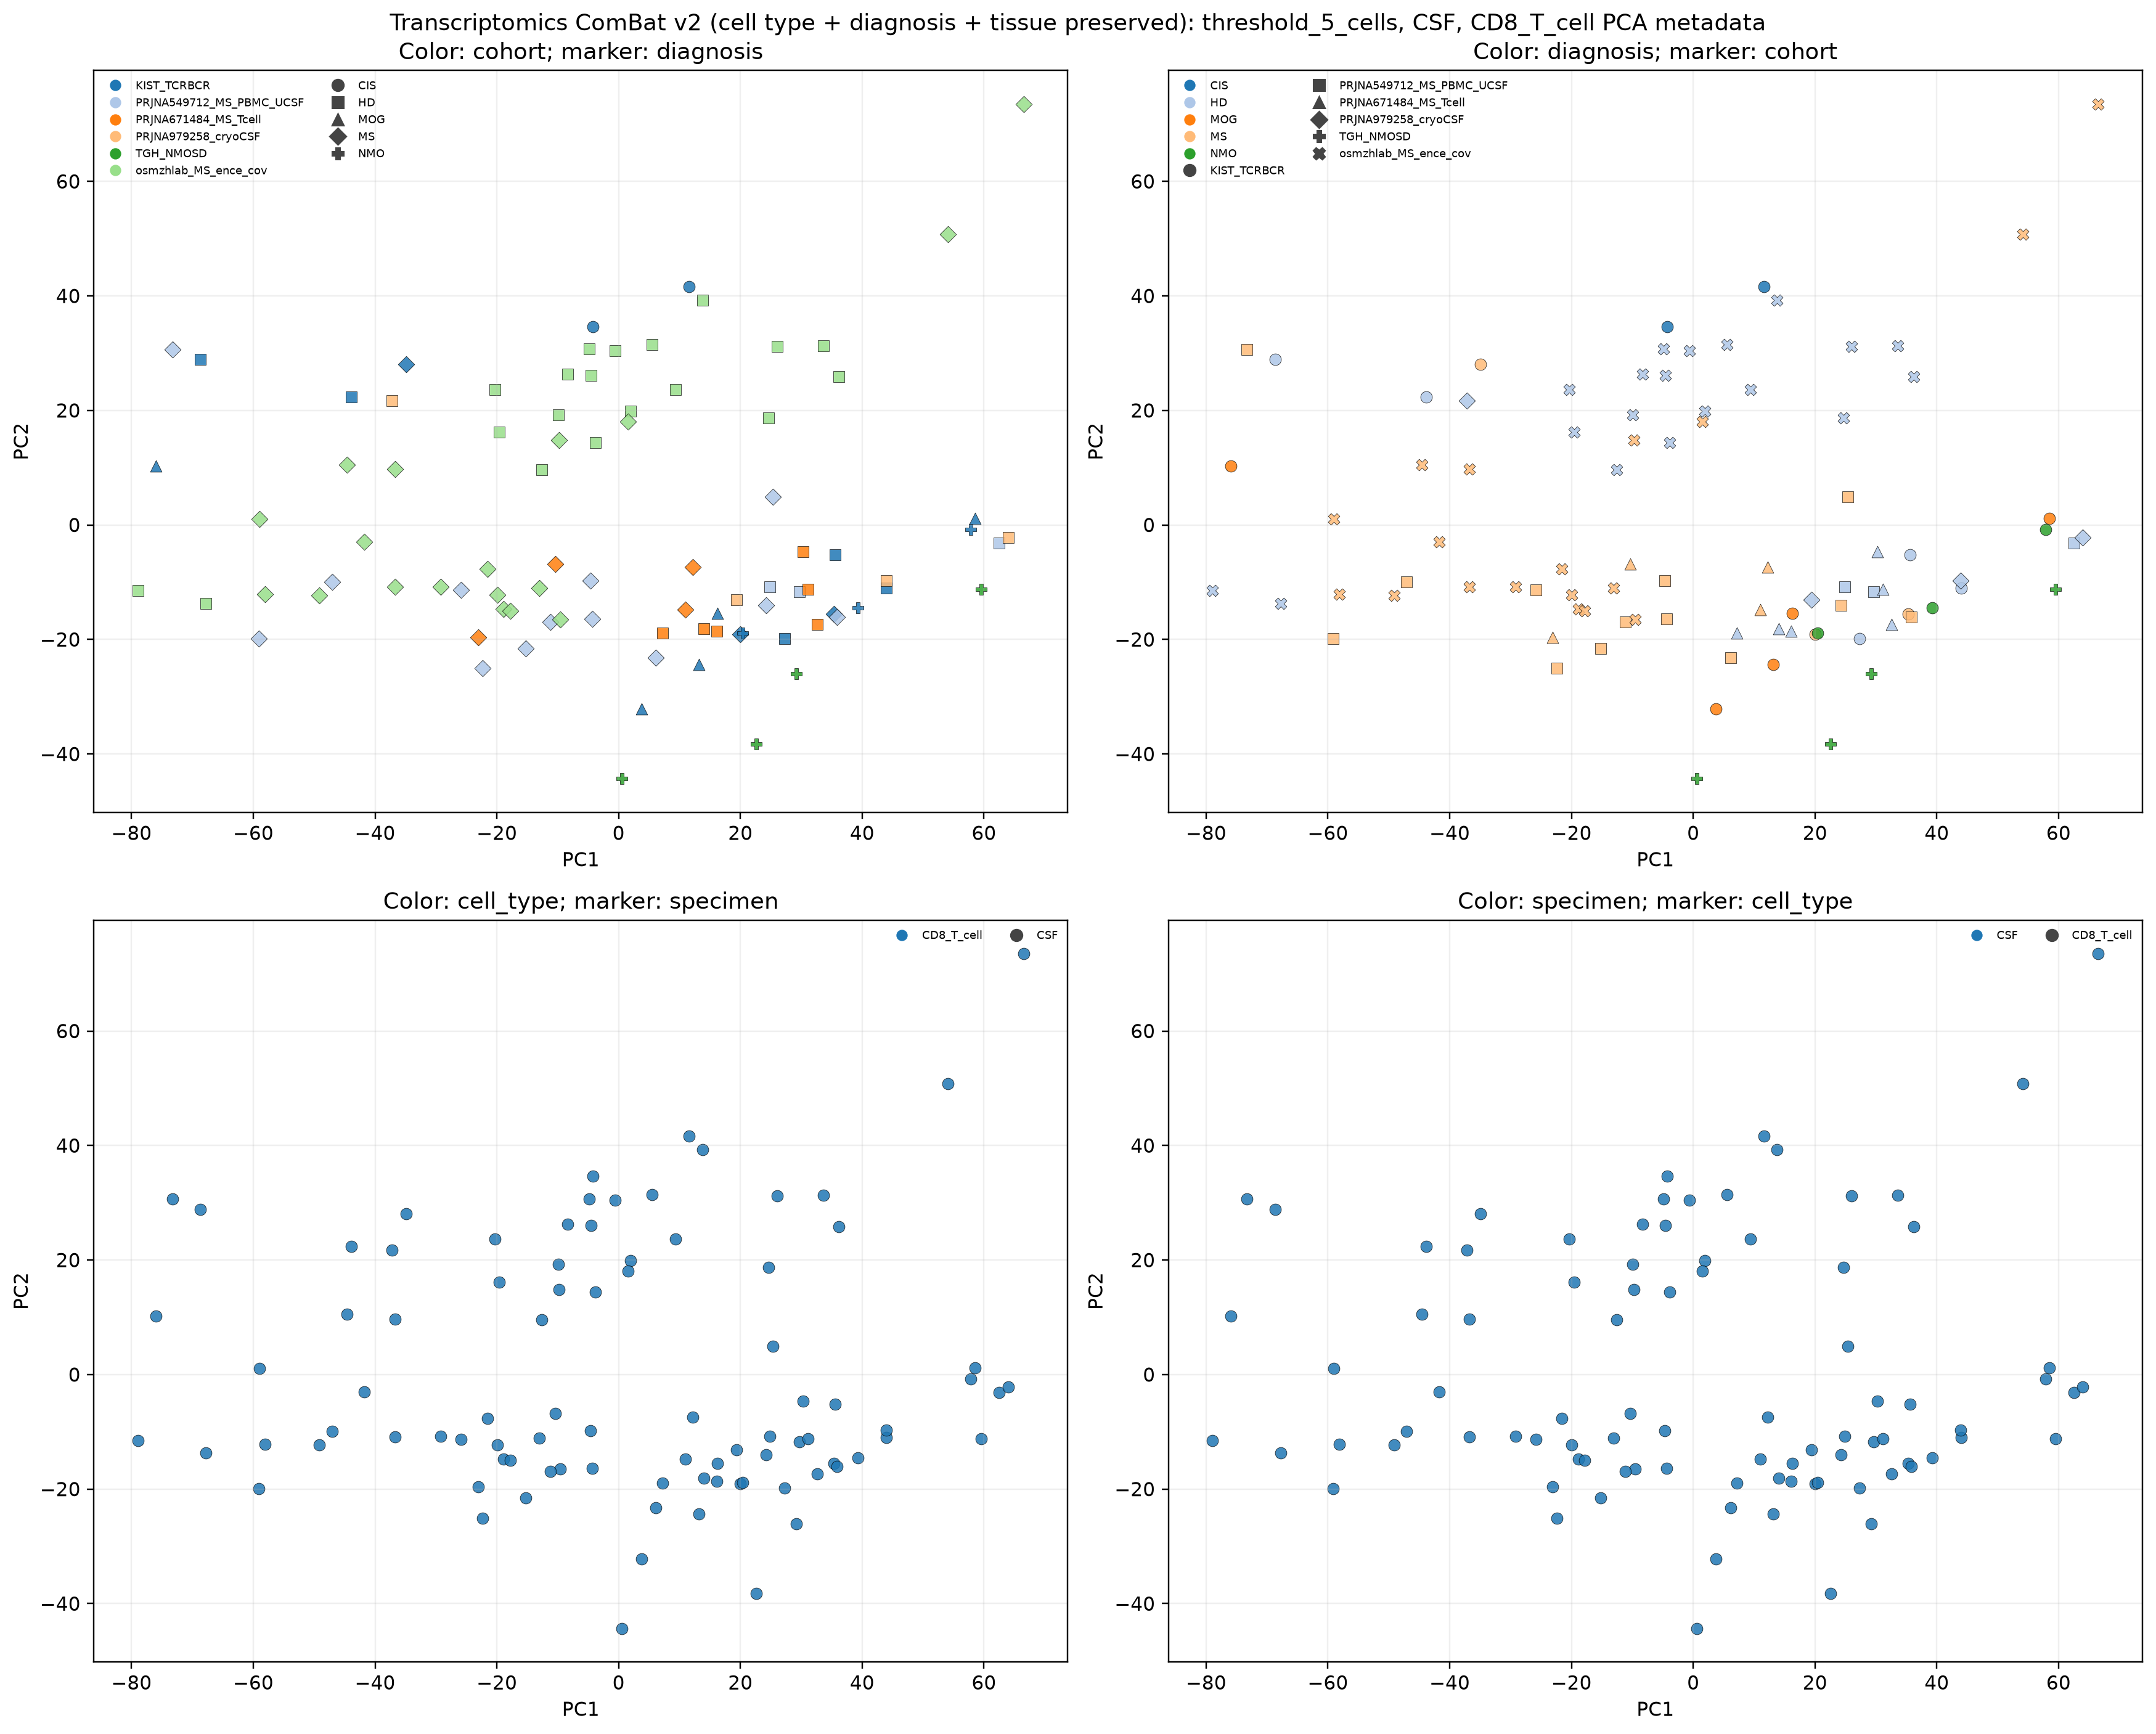 Transcriptomics ComBat v2 (cell type + diagnosis + tissue preserved): threshold_5_cells, CSF, CD8_T_cell PCA metadata
Color: cohort; marker: diagnosis
KIST_TCRBCR
PRJNA549712_MS_PBMC_UCSF
PRJNA671484_MS_Tcell
PRJNA979258_cryoCSF
TGH_NMOSD
osmzhlab_MS_ence_cov
CIS
HD
MOG
MS
NMO
60
40
20
0
−20
−40
PC2
−80 −60 −40 −20 0 20 40 60
PC1
Color: diagnosis; marker: cohort
CIS
HD
MOG
MS
NMO
KIST_TCRBCR
PRJNA549712_MS_PBMC_UCSF
PRJNA671484_MS_Tcell
PRJNA979258_cryoCSF
TGH_NMOSD
osmzhlab_MS_ence_cov
60
40
20
0
−20
−40
PC2
−80 −60 −40 −20 0 20 40 60
PC1
Color: cell_type; marker: specimen
CD8_T_cell CSF
60
40
20
0
−20
−40
PC2
−80 −60 −40 −20 0 20 40 60
PC1
Color: specimen; marker: cell_type
CSF CD8_T_cell
60
40
20
0
−20
−40
PC2
−80 −60 −40 −20 0 20 40 60
PC1